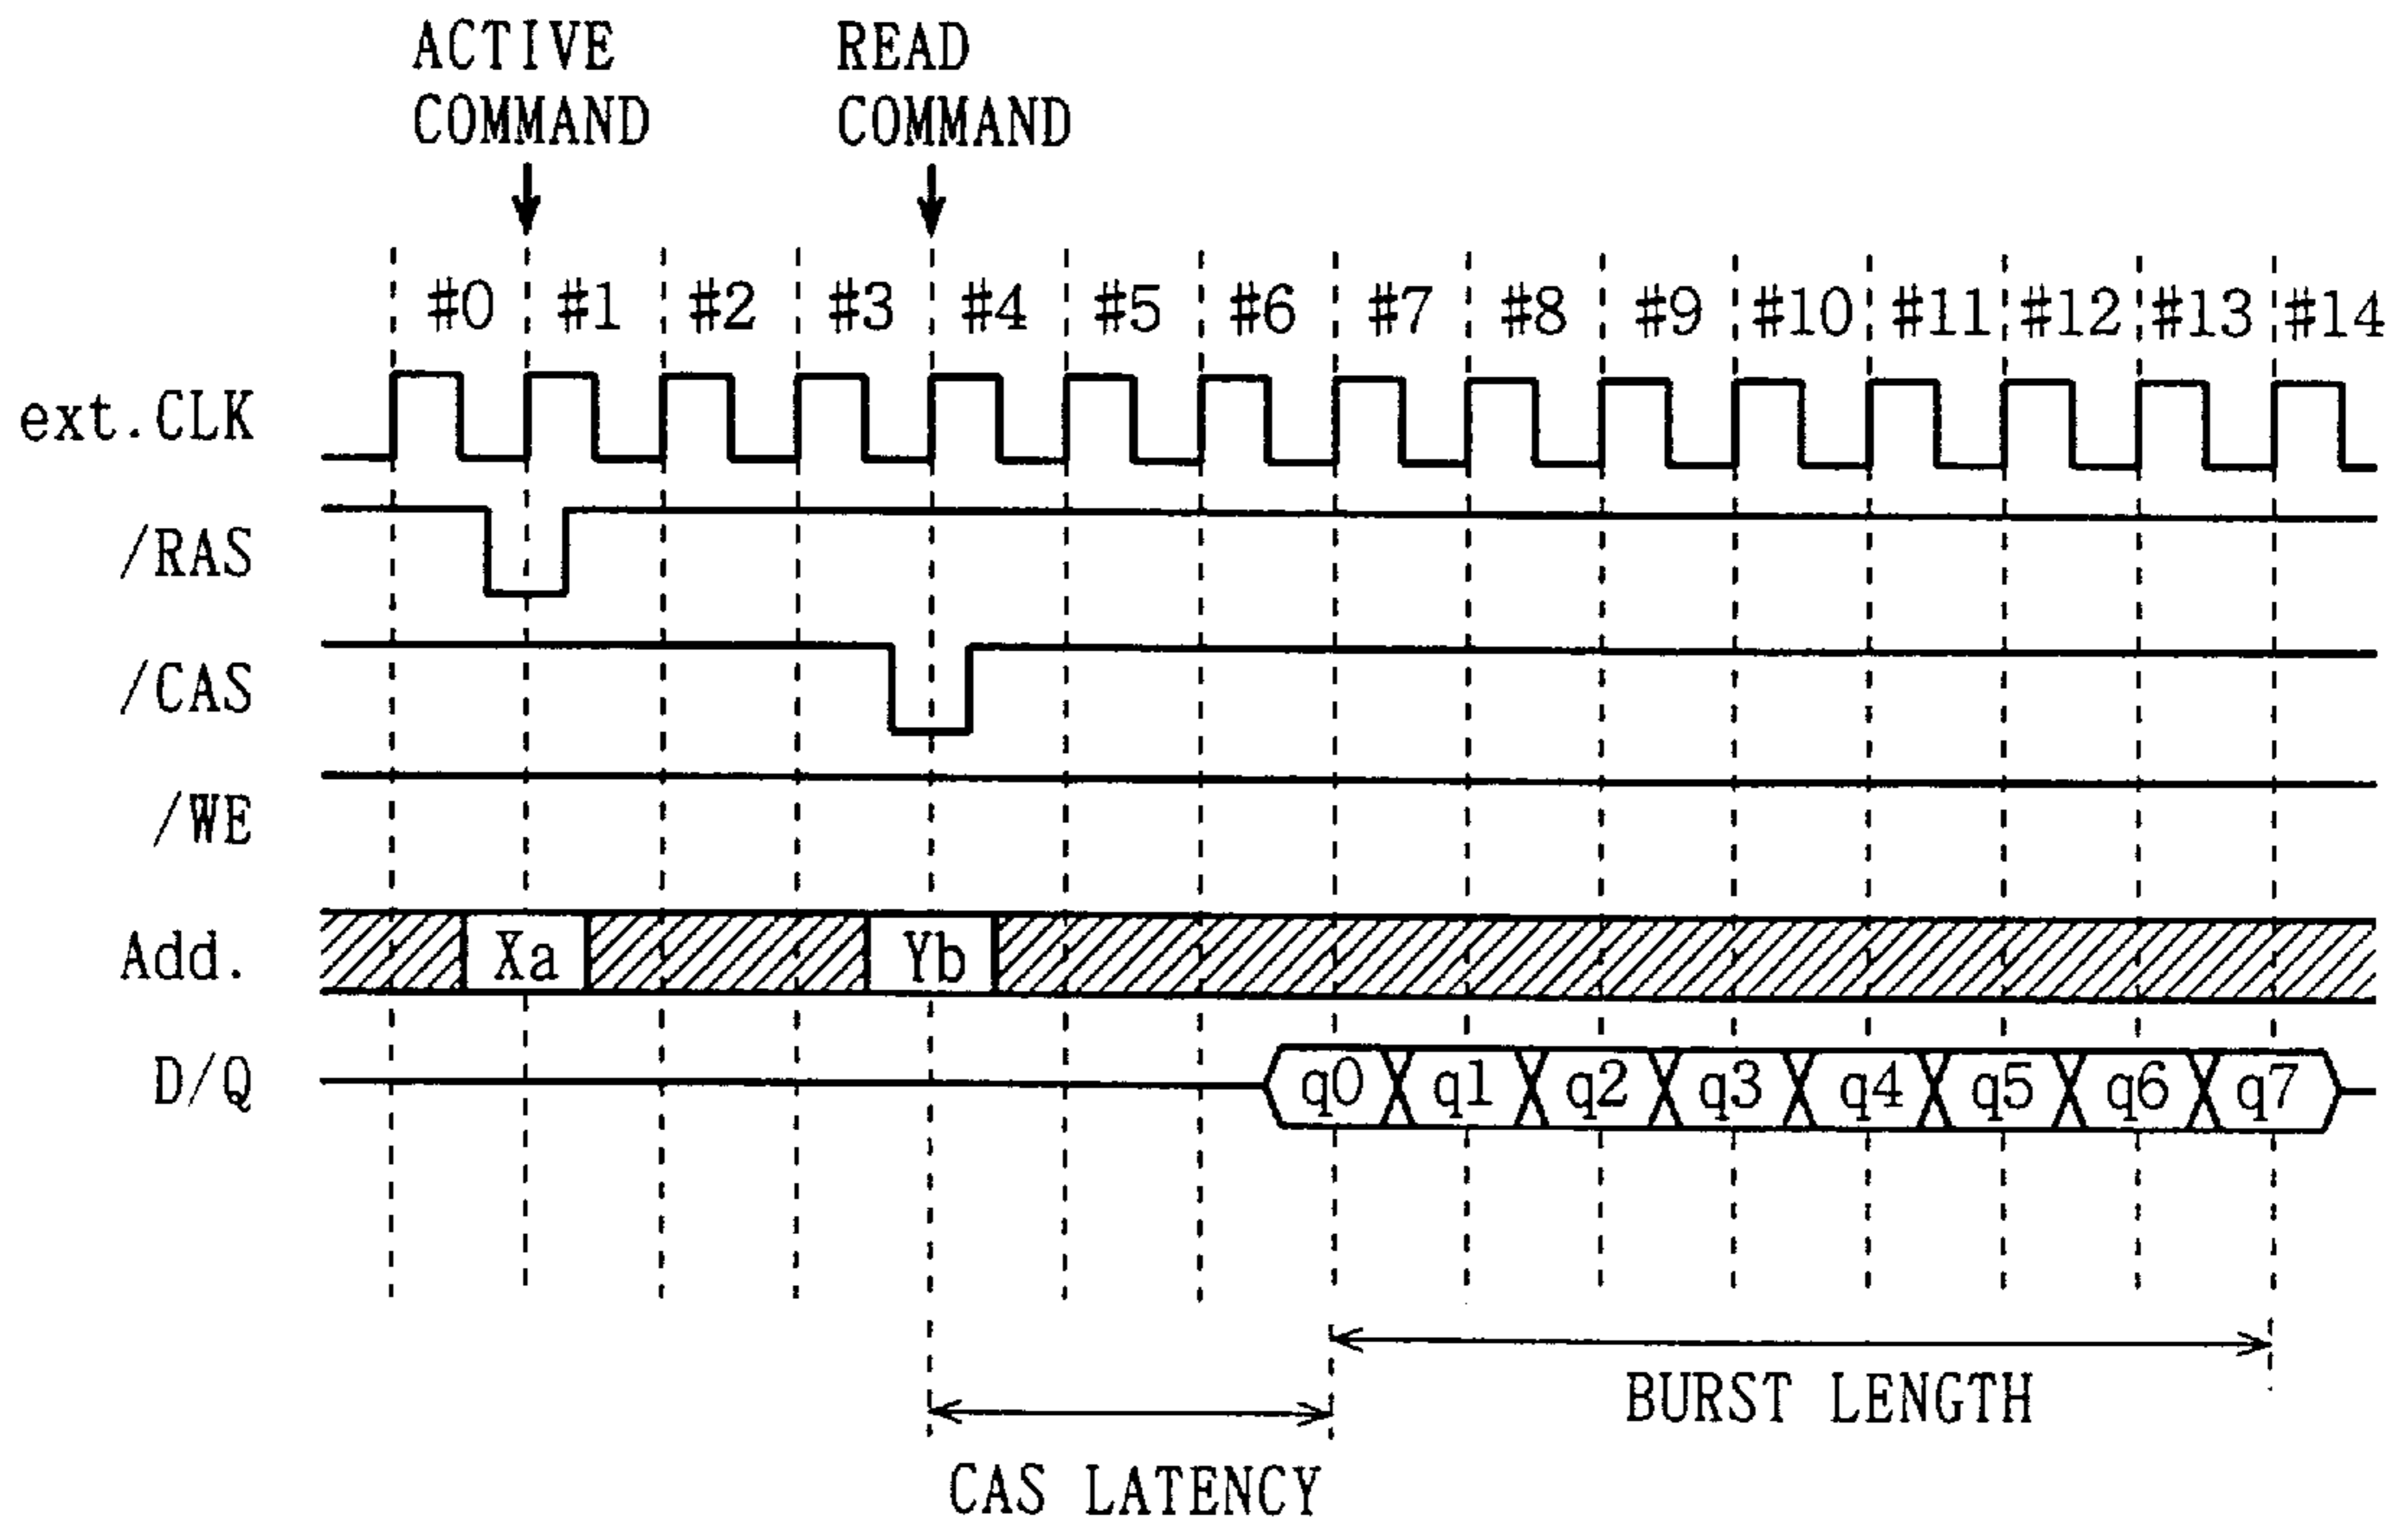 ACTIVE COMMAND
READ COMMAND
#0 #1 #2 #3 #4 #5 #6 #7 #8 #9 #10 #11 #12 #13 #14
ext.CLK
/RAS
/CAS
/WE
Add. Xa Yb
D/Q q0 q1 q2 q3 q4 q5 q6 q7
BURST LENGTH
CAS LATENCY